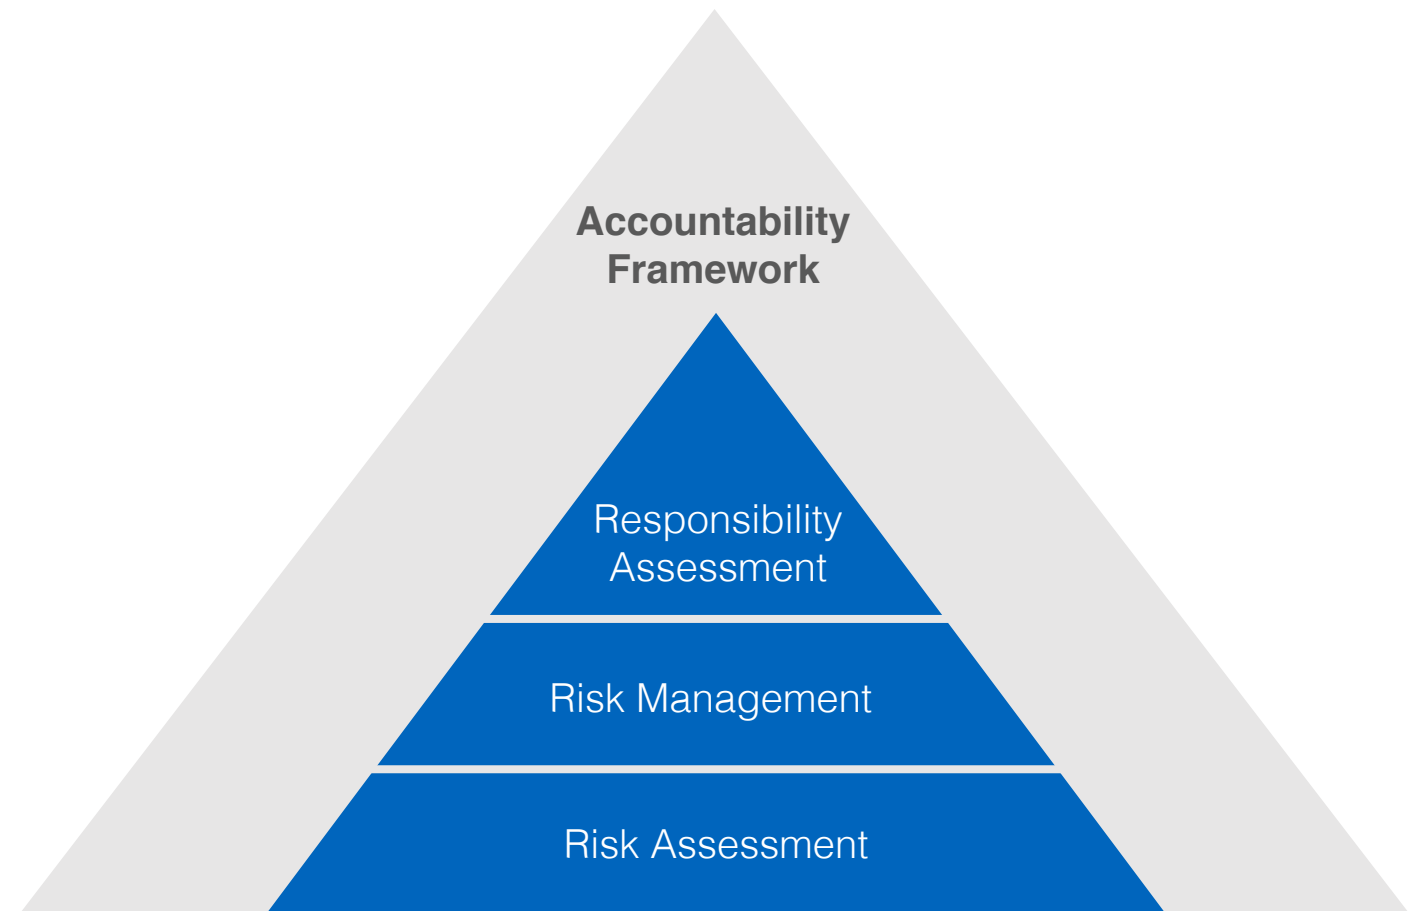 Accountability
Framework
Responsibility
Assessment
Risk Management
Risk Assessment